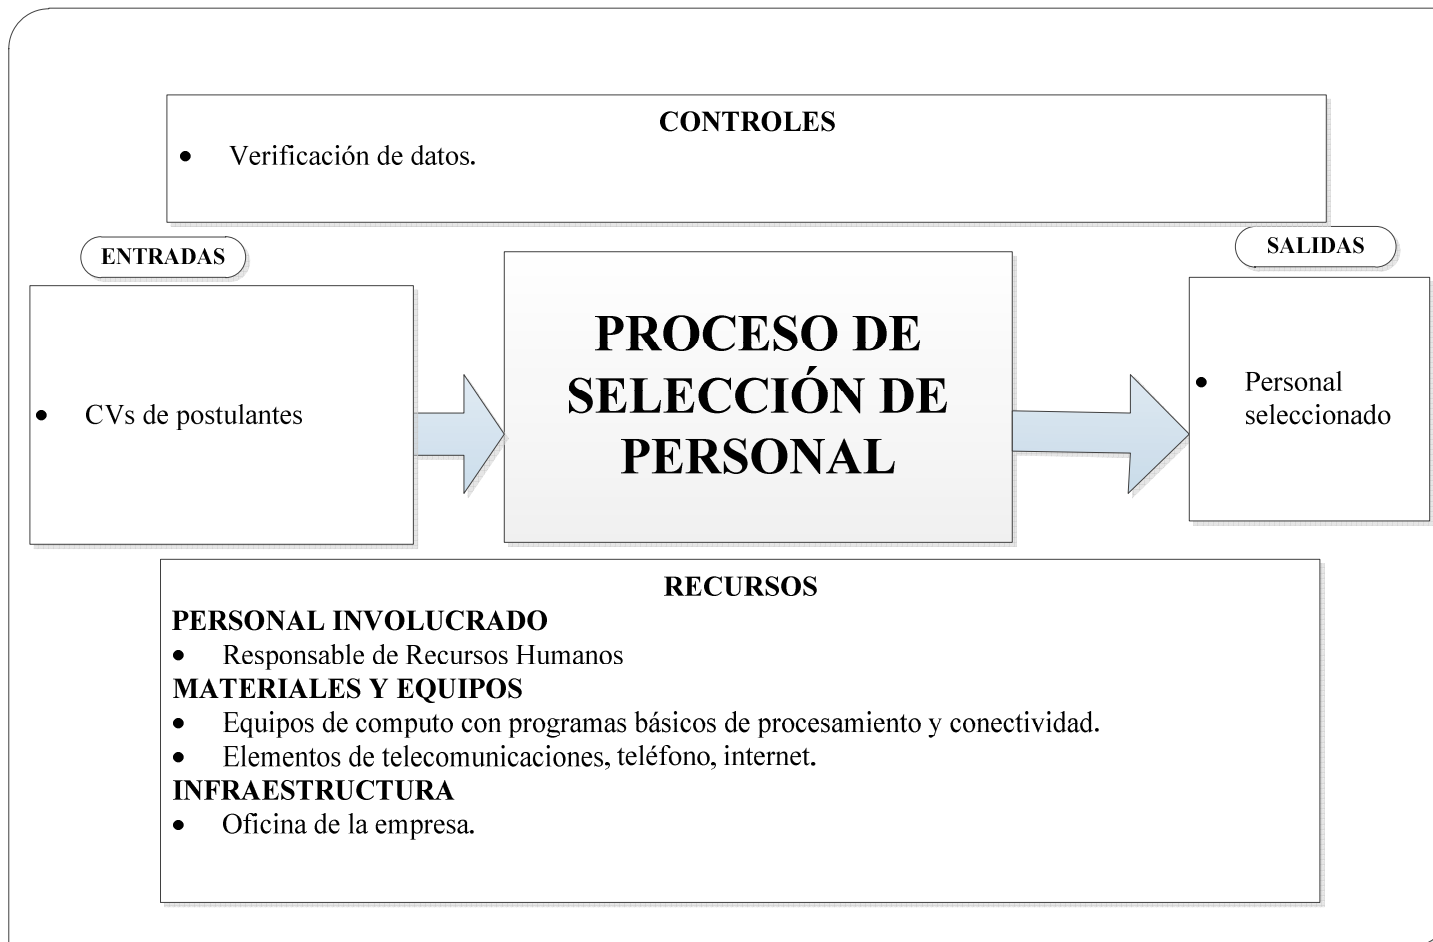 CONTROLES
• Verificación de datos.
ENTRADAS
SALIDAS
• CVs de postulantes
PROCESO DE
SELECCIÓN DE
PERSONAL
• Personal
seleccionado
RECURSOS
PERSONAL INVOLUCRADO
• Responsable de Recursos Humanos
MATERIALES Y EQUIPOS
• Equipos de computo con programas básicos de procesamiento y conectividad.
• Elementos de telecomunicaciones, teléfono, internet.
INFRAESTRUCTURA
• Oficina de la empresa.